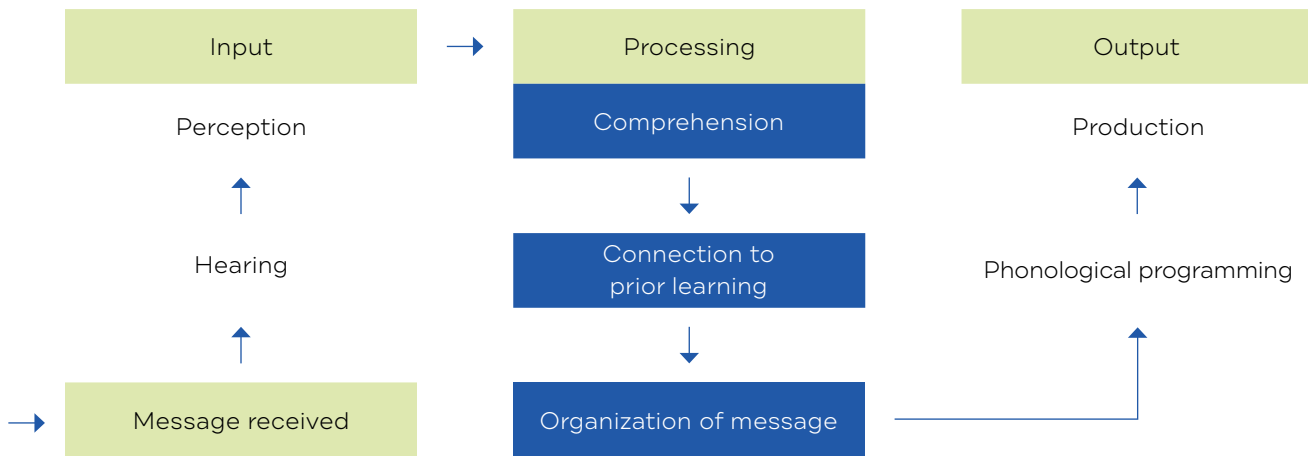 Input
Perception
Hearing
Message received
Processing
Comprehension
Connection to
prior learning
Organization of message
Output
Production
Phonological programming